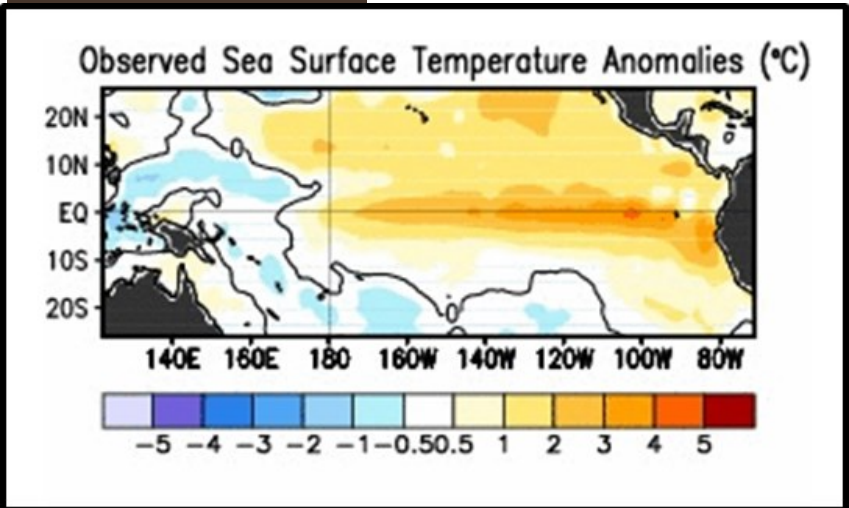 Observed Sea Surface Temperature Anomalies (°C)
20N
10N
EQ
10S
20S
140E 160E 180 160W 140W 120W 100W 80W
-5 -4 -3 -2 -1 -0.5 0.5 1 2 3 4 5